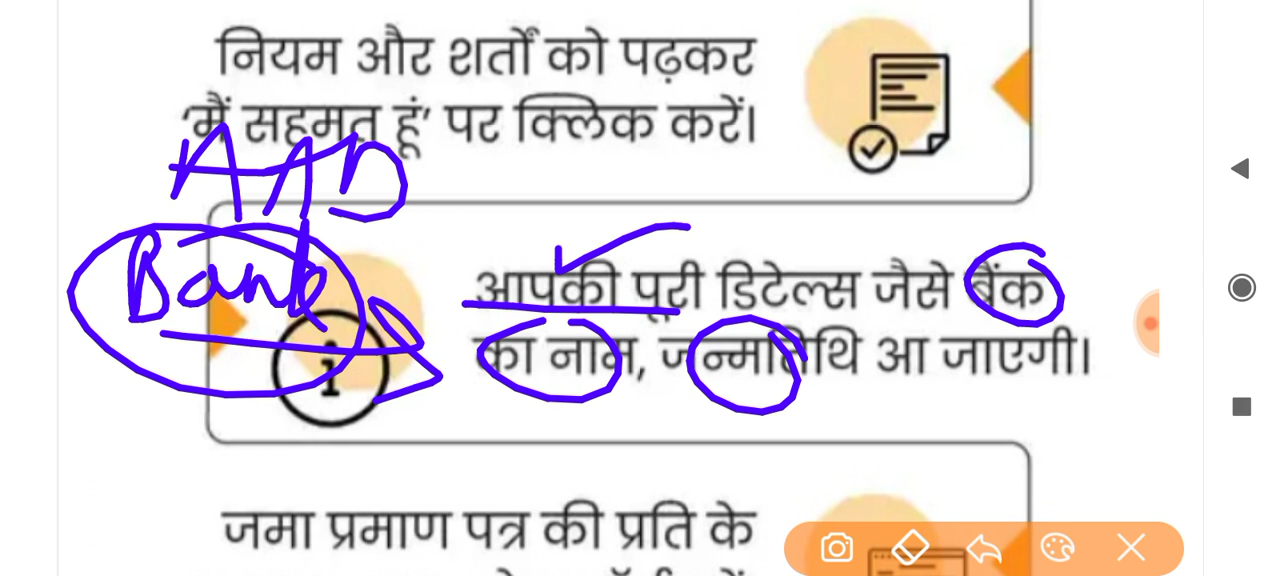 नियम और शर्तों को पढ़कर
'मैं सहमत हूं' पर क्लिक करें।
AAD
Bank
आपकी पूरी डिटेल्स जैसे बैंक
का नाम, जन्मतिथि आ जाएगी।
जमा प्रमाण पत्र की प्रति के